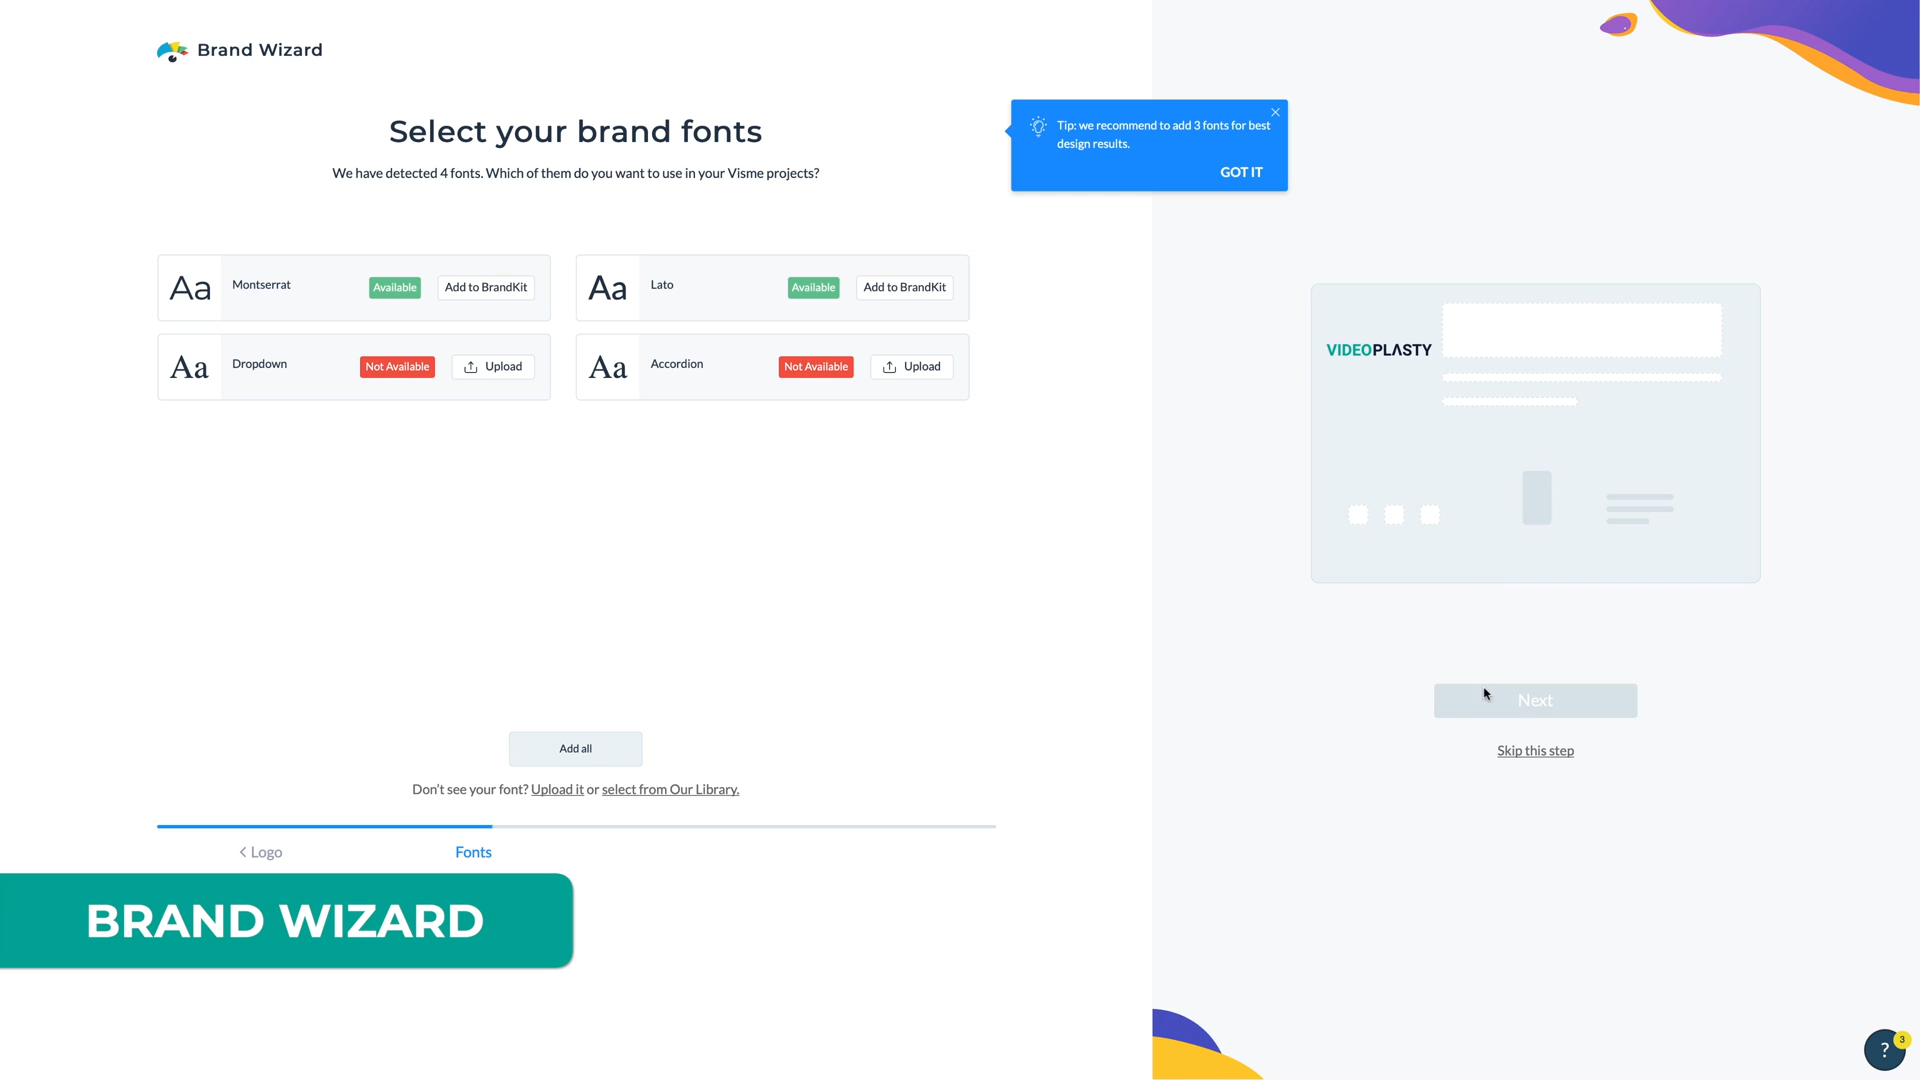 Brand Wizard
Select your brand fonts
We have detected 4 fonts. Which of them do you want to use in your Visme projects?
Tip: we recommend to add 3 fonts for best
design results.
GOT IT
Aa Montserrat Available Add to BrandKit
Aa Lato Available Add to BrandKit
Aa Dropdown Not Available Upload
Aa Accordion Not Available Upload
VIDEOPLASTY
Next
Skip this step
Add all
Don't see your font? Upload it or select from Our Library.
< Logo
Fonts
BRAND WIZARD
? 3